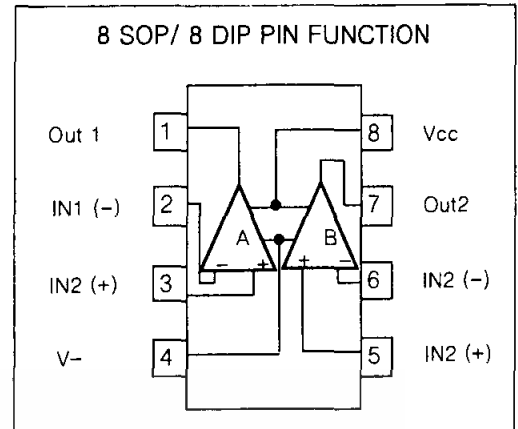 8 SOP/ 8 DIP PIN FUNCTION
Out 1 1 8 Vcc
IN1 (-) 2 7 Out2
A B
- + + -
IN2 (+) 3 6 IN2 (-)
V- 4 5 IN2 (+)